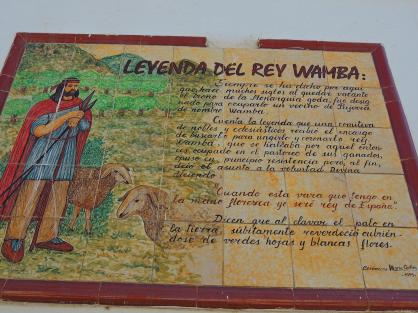 LEYENDA DEL REY WAMBA:
Siempre se ha dicho por aquí
que hace muchos siglos al quedar vacante
el trono de la monarquía goda, fue desig
nado para ocuparlo un vecino de
de nombre Wamba.
Cuenta la leyenda que una comitiva
de nobles y eclesiásticos recibió el encargo
de buscarlo para ungirlo y coronarlo rey.
Wamba, que se hallaba por aquel enton-
ces ocupado en el pastoreo de sus ganados,
opuso en principio resistencia pero, al fin,
dejó el asunto a la voluntad Divina
diciendo:
"Cuando esta vara que tengo en
la mano florezca yo seré rey de España".
Dicen que al clavar el palo en
la tierra, súbitamente reverdeció cubrién-
dose de verdes hojas y blancas flores.